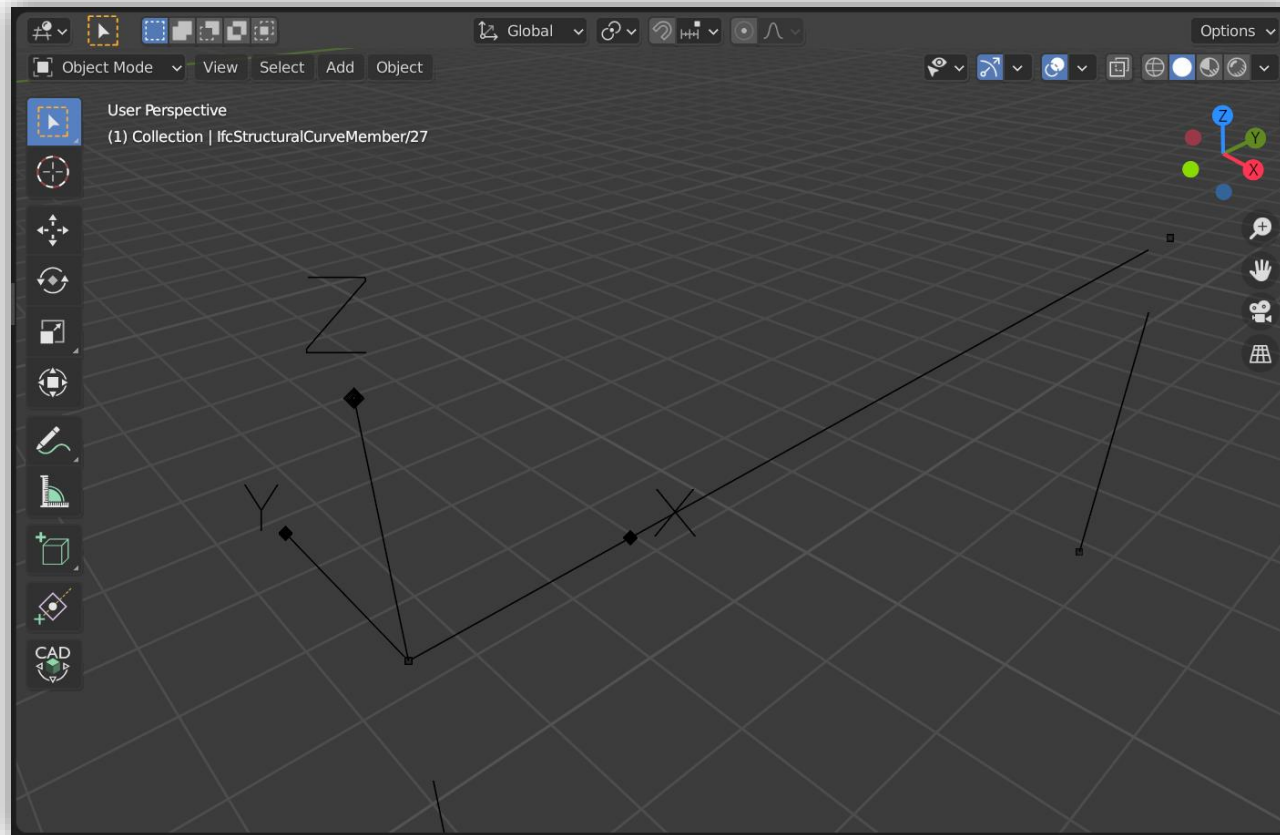 Global
Options
Object Mode View Select Add Object
User Perspective
(1) Collection | IfcStructuralCurveMember/27
Z
Y
X
Z
Y
X
CAD